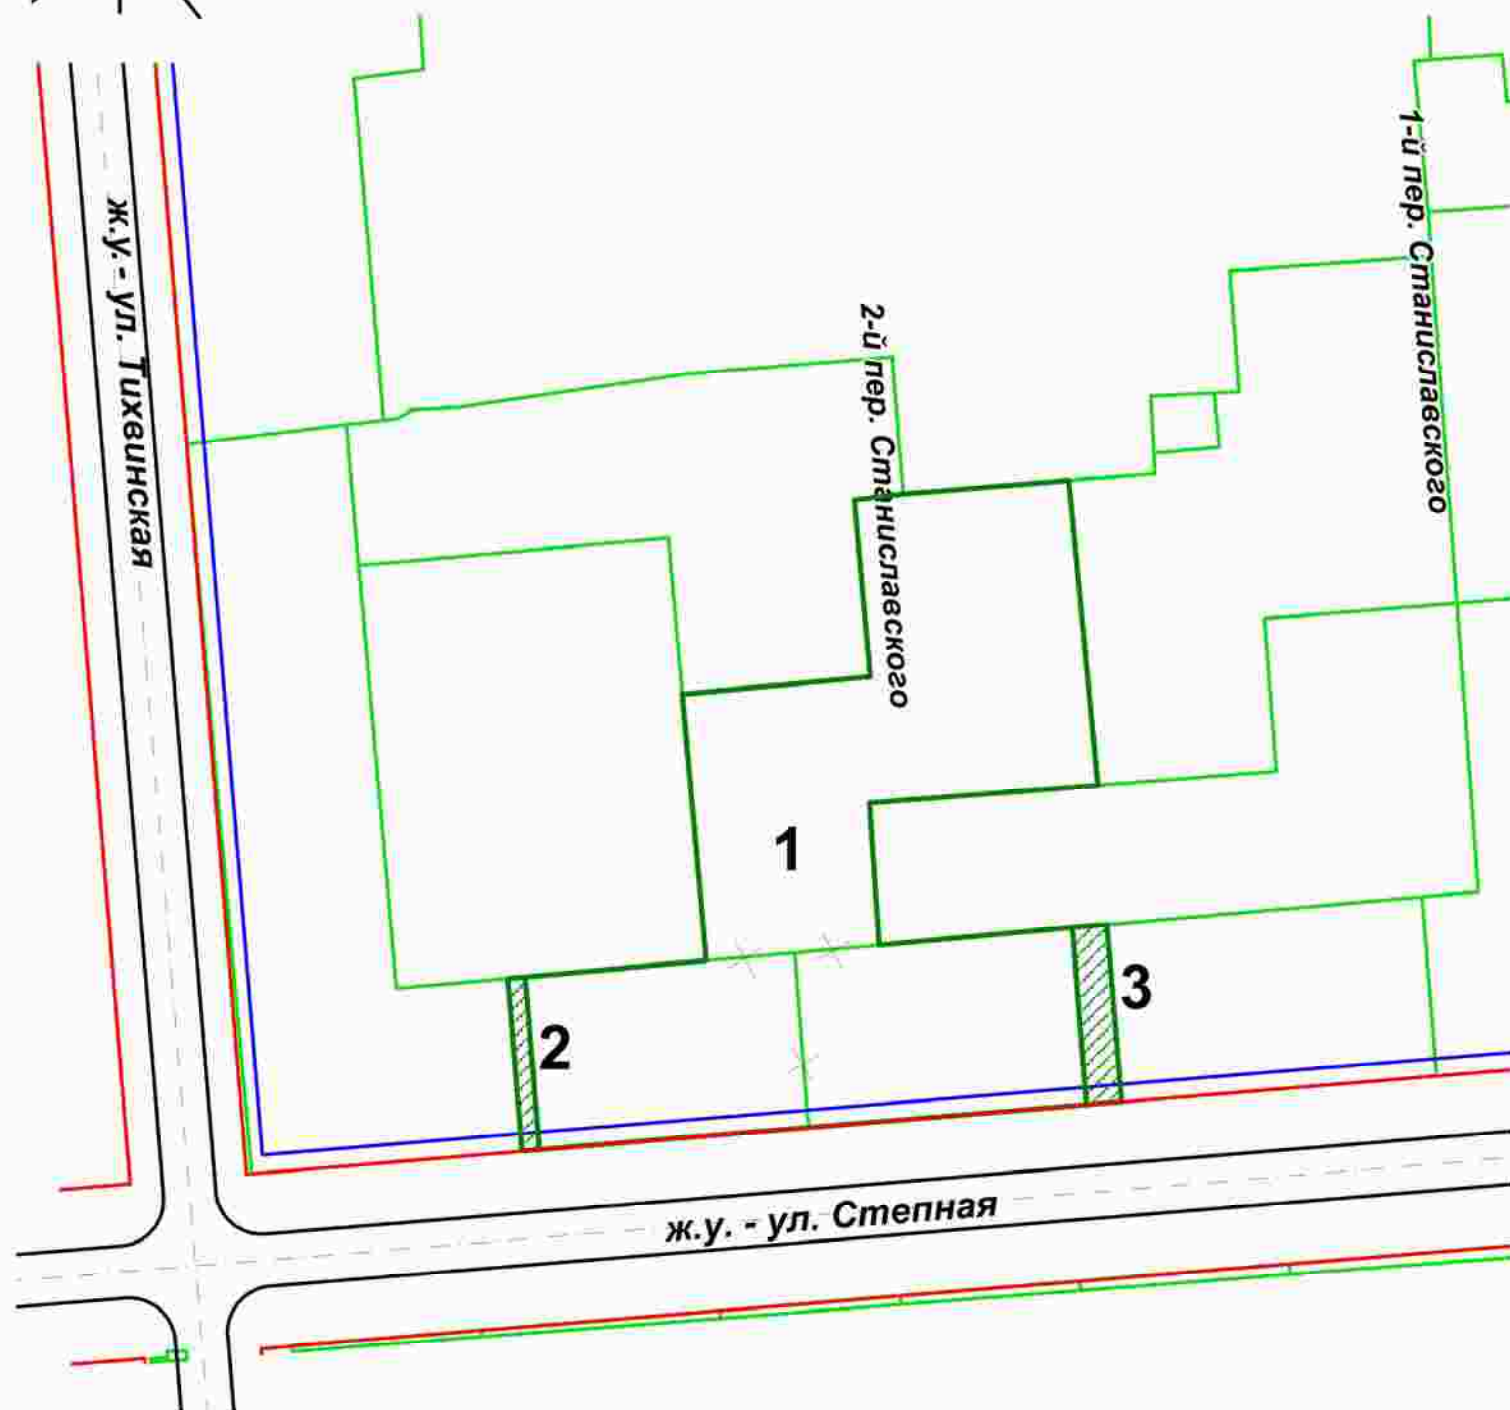 ж.у.- ул. Тихвинская
2-й пер. Станиславского
1-й пер. Станиславского
1
2
3
ж.у. - ул. Степная